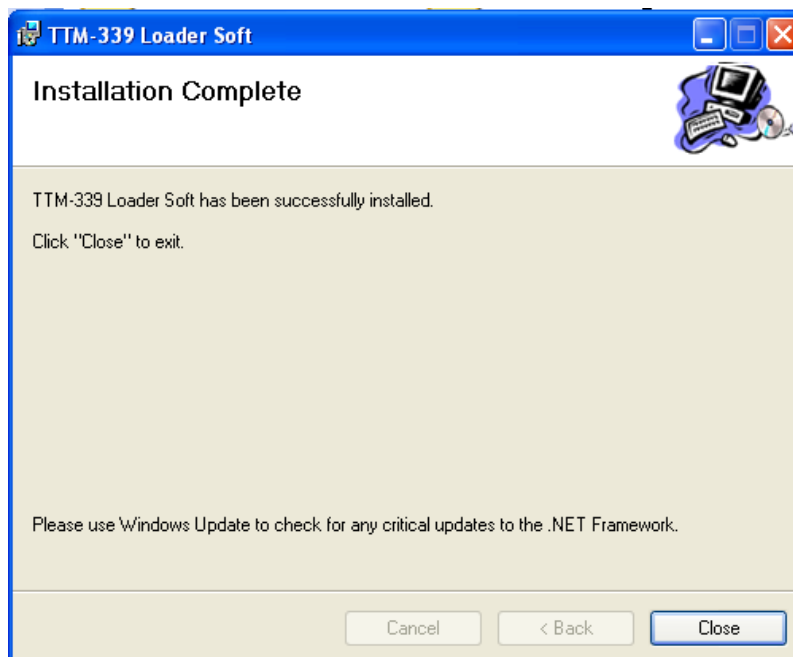 TTM-339 Loader Soft
Installation Complete
TTM-339 Loader Soft has been successfully installed.
Click "Close" to exit.
Please use Windows Update to check for any critical updates to the .NET Framework.
Cancel
< Back
Close